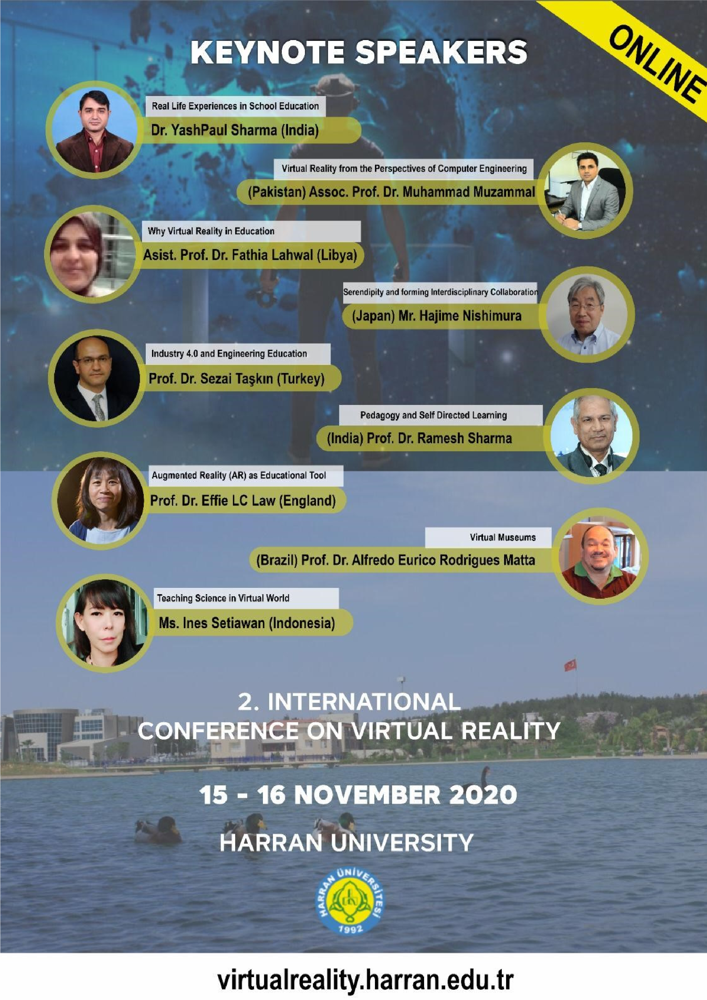 KEYNOTE SPEAKERS
ONLINE
Real Life Experiences in School Education
Dr. YashPaul Sharma (India)
Virtual Reality from the Perspectives of Computer Engineering
(Pakistan) Assoc. Prof. Dr. Muhammad Muzammal
Why Virtual Reality in Education
Asist. Prof. Dr. Fathia Lahwal (Libya)
Serendipity and forming Interdisciplinary Collaboration
(Japan) Mr. Hajime Nishimura
Industry 4.0 and Engineering Education
Prof. Dr. Sezai Taşkın (Turkey)
Pedagogy and Self Directed Learning
(India) Prof. Dr. Ramesh Sharma
Augmented Reality (AR) as Educational Tool
Prof. Dr. Effie LC Law (England)
Virtual Museums
(Brazil) Prof. Dr. Alfredo Eurico Rodrigues Matta
Teaching Science in Virtual World
Ms. Ines Setiawan (Indonesia)
2. INTERNATIONAL
CONFERENCE ON VIRTUAL REALITY
15 - 16 NOVEMBER 2020
HARRAN UNIVERSITY
HARRAN ÜNİVERSİTESİ
1992
virtualreality.harran.edu.tr